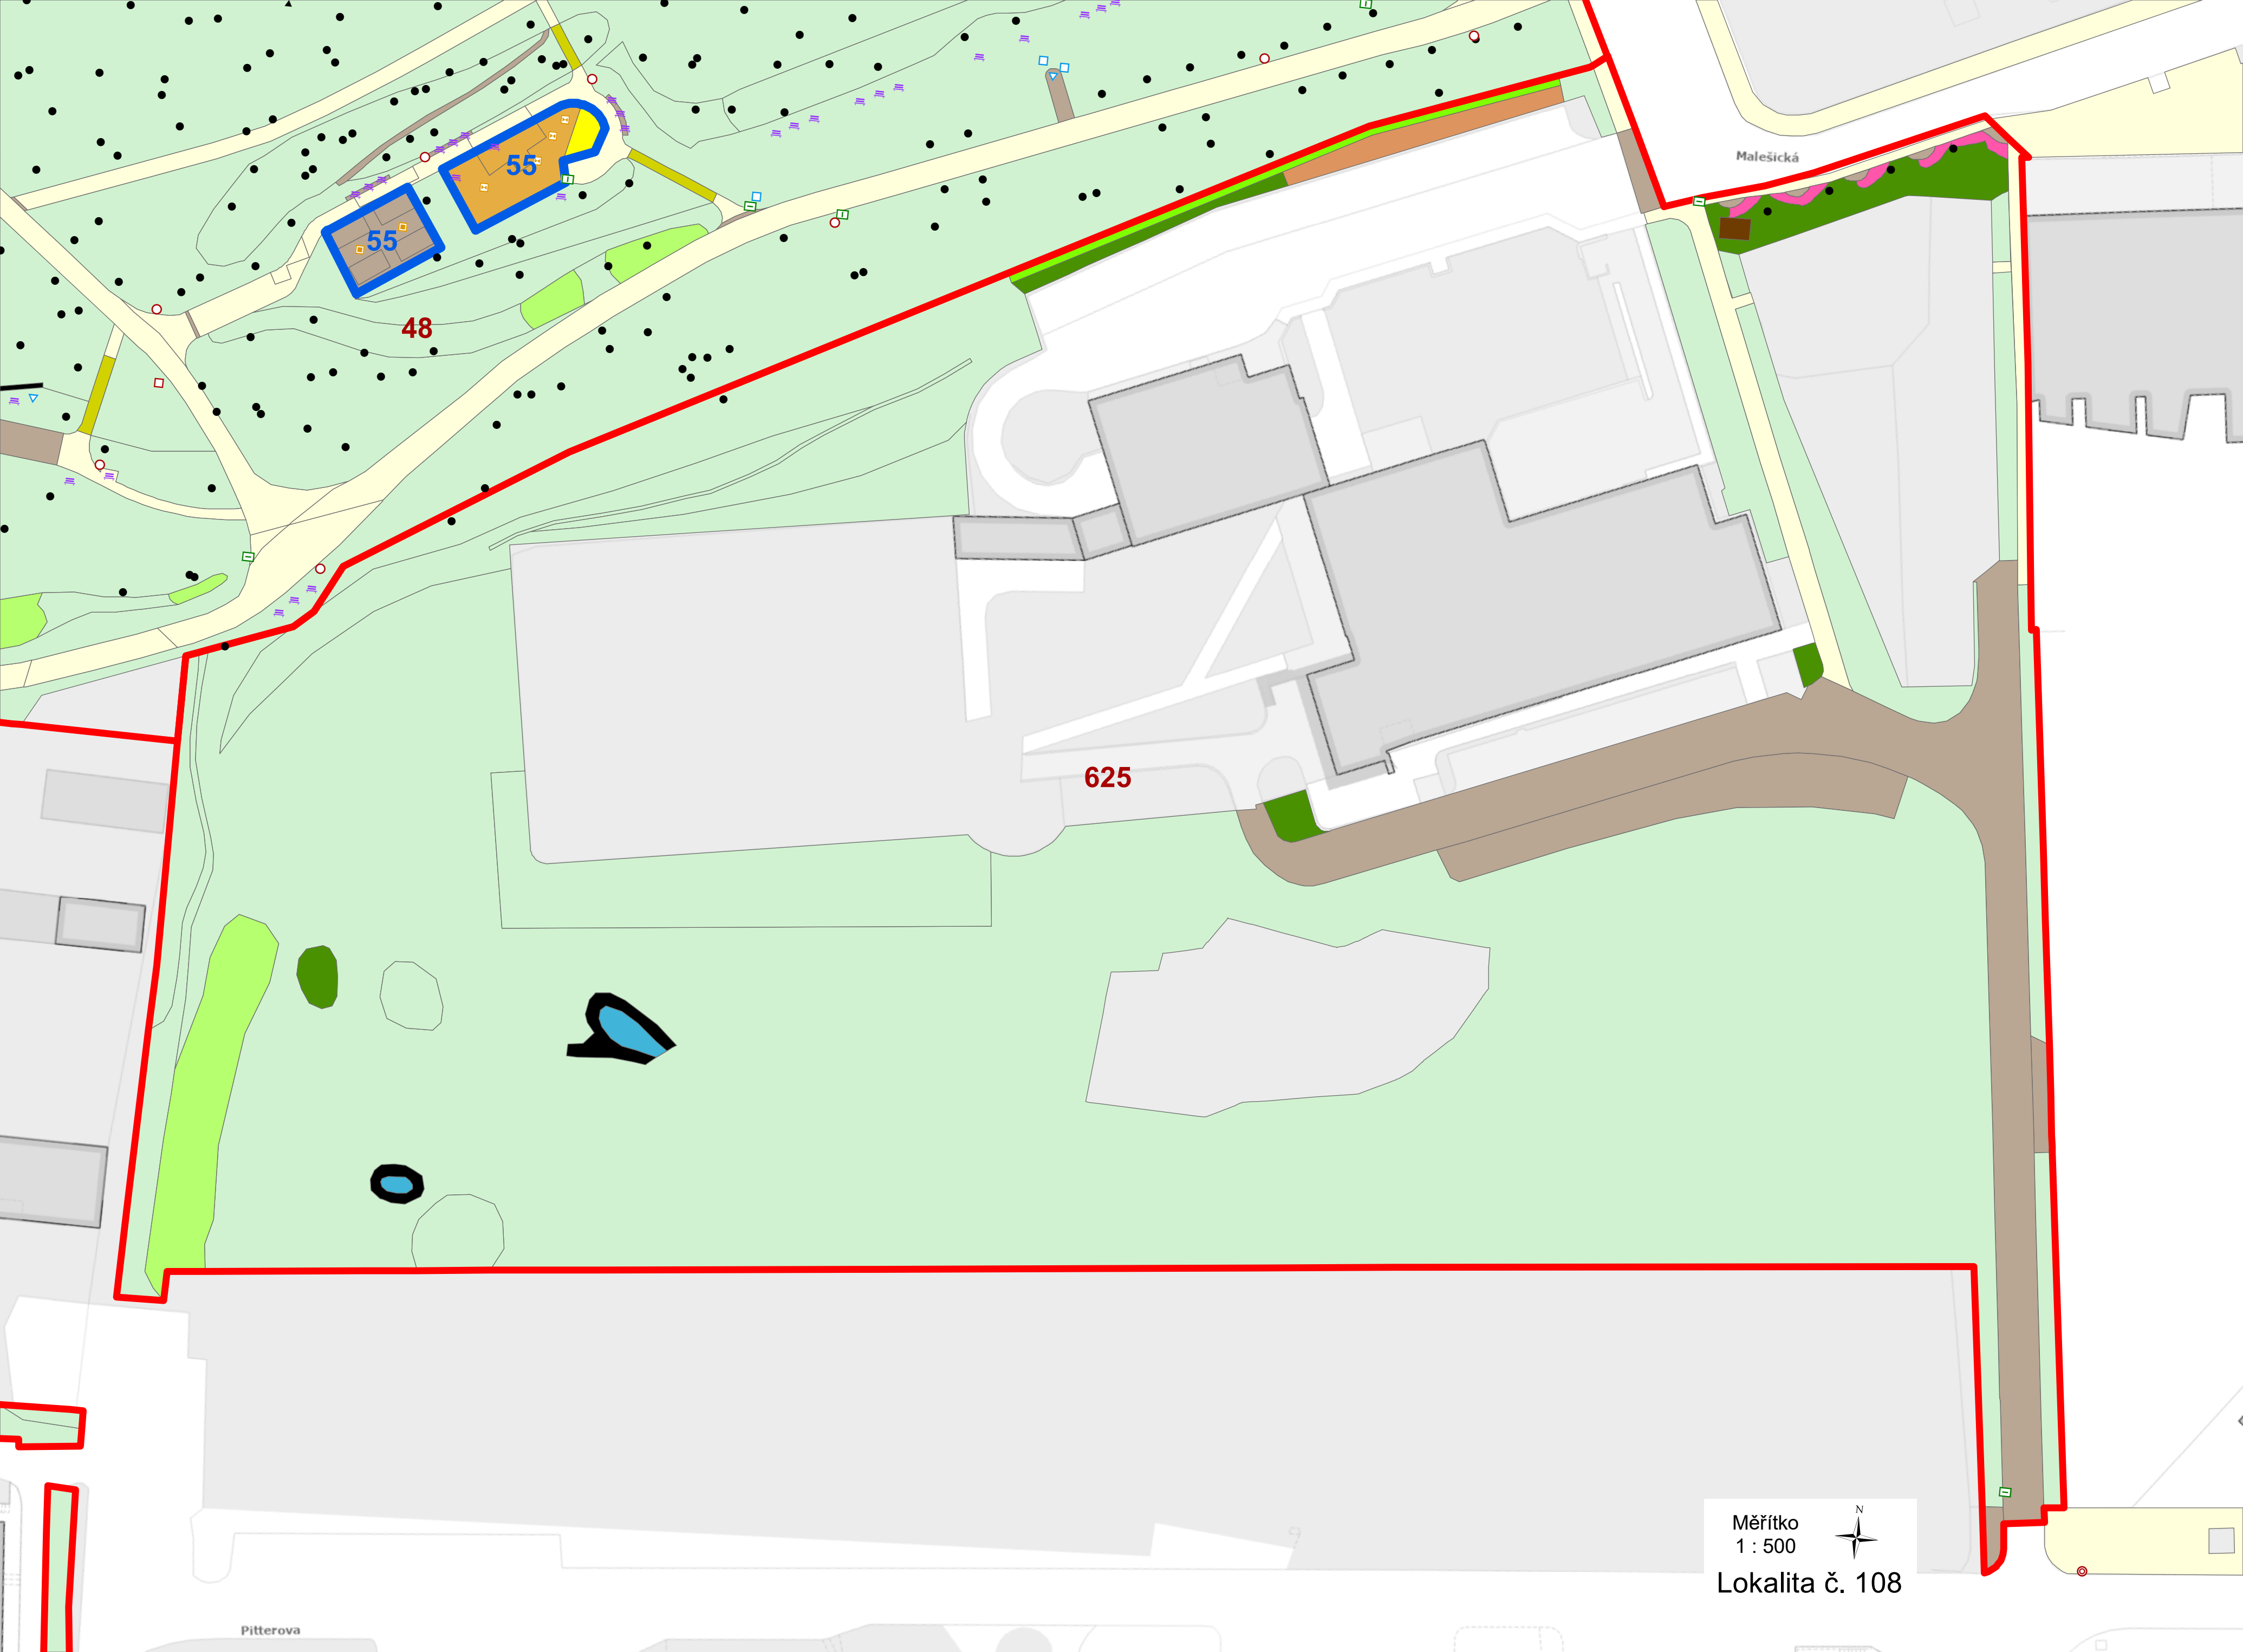 Malešická
55
55
48
625
N
Měřítko
1 : 500
Lokalita č. 108
Pitterova